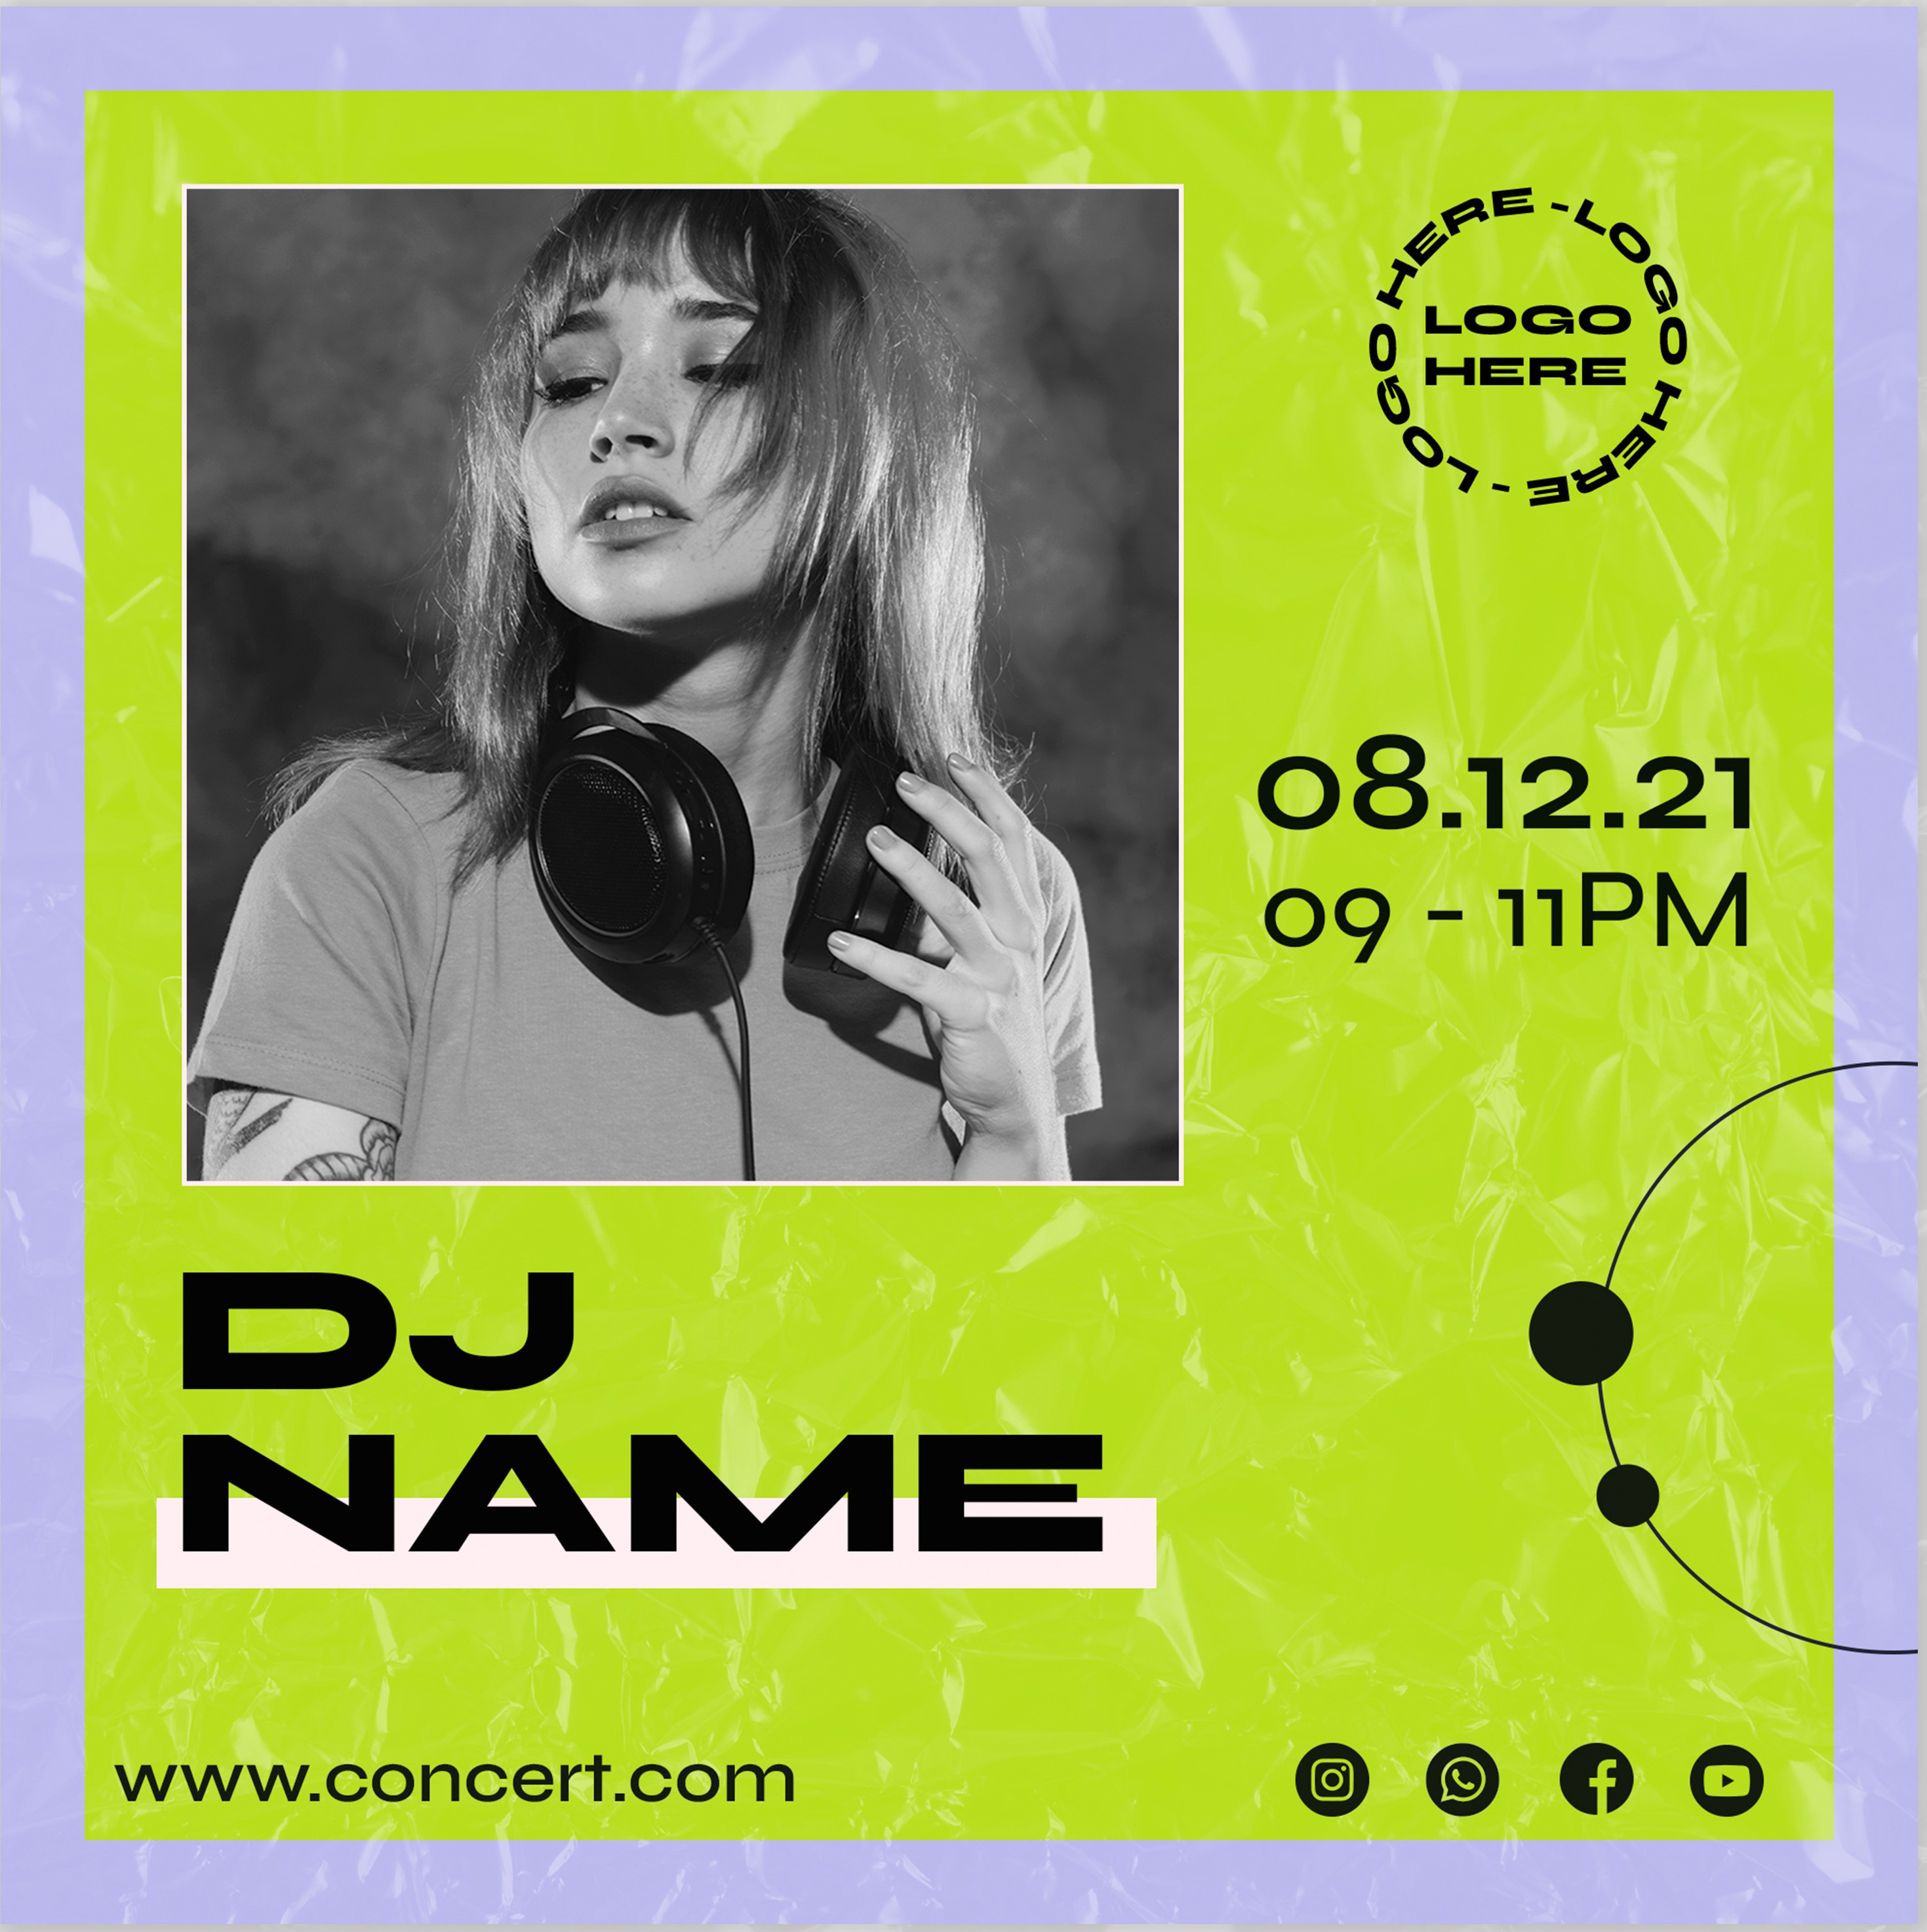 HERE - LOGO HERE - LOGO
LOGO
HERE
08.12.21
09 - 11PM
DJ
NAME
www.concert.com